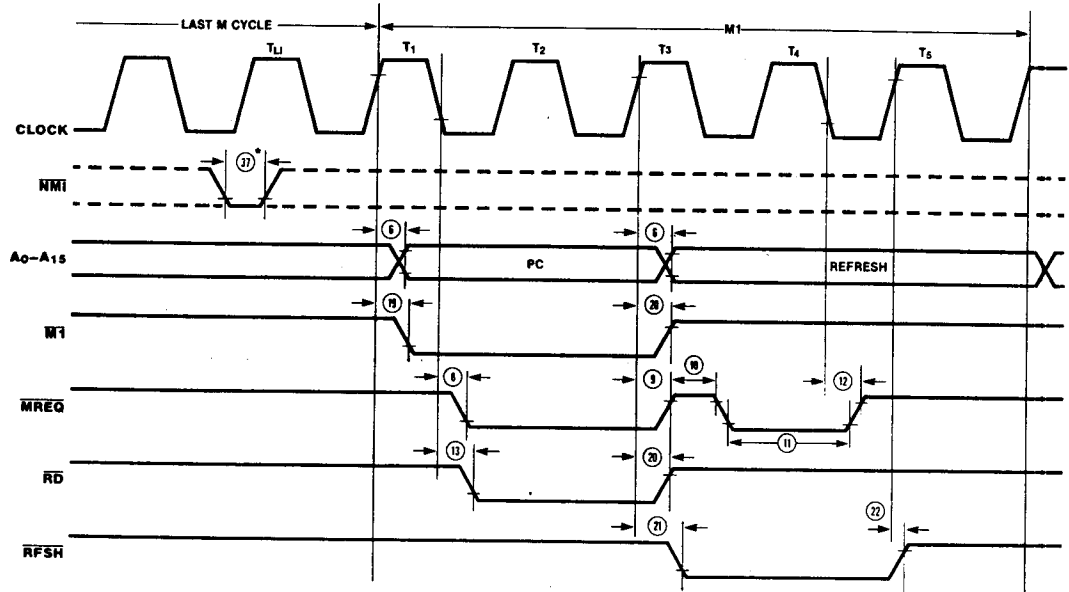 LAST M CYCLE
M1
TLI
T1
T2
T3
T4
T5
CLOCK
37*
NMI
6
6
A0–A15
PC
REFRESH
19
20
M1
8
9
10
12
MREQ
11
13
20
RD
21
22
RFSH